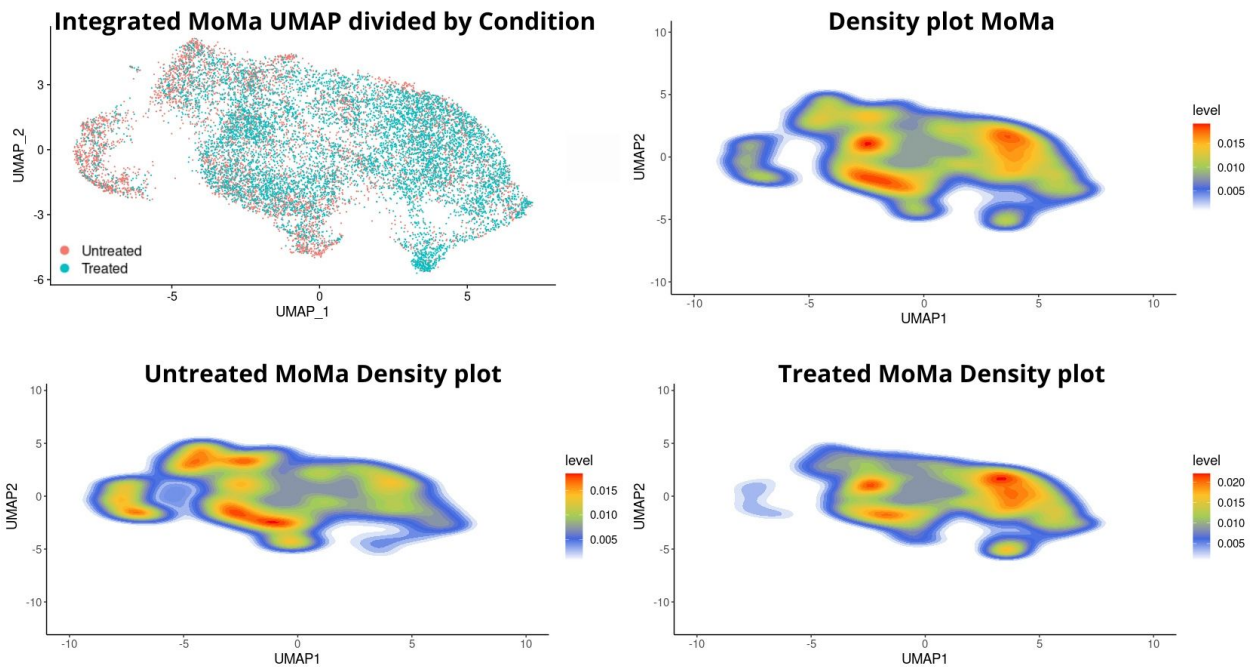 Integrated MoMa UMAP divided by Condition
3
0
-3
-6
UMAP_2
Untreated
Treated
-5
0
5
UMAP_1
Density plot MoMa
10
5
0
-5
-10
UMAP2
-10
-5
0
5
10
UMAP1
level
0.015
0.010
0.005
Untreated MoMa Density plot
10
5
0
-5
-10
UMAP2
-10
-5
0
5
10
UMAP1
level
0.015
0.010
0.005
Treated MoMa Density plot
10
5
0
-5
-10
UMAP2
-10
-5
0
5
10
UMAP1
level
0.020
0.015
0.010
0.005